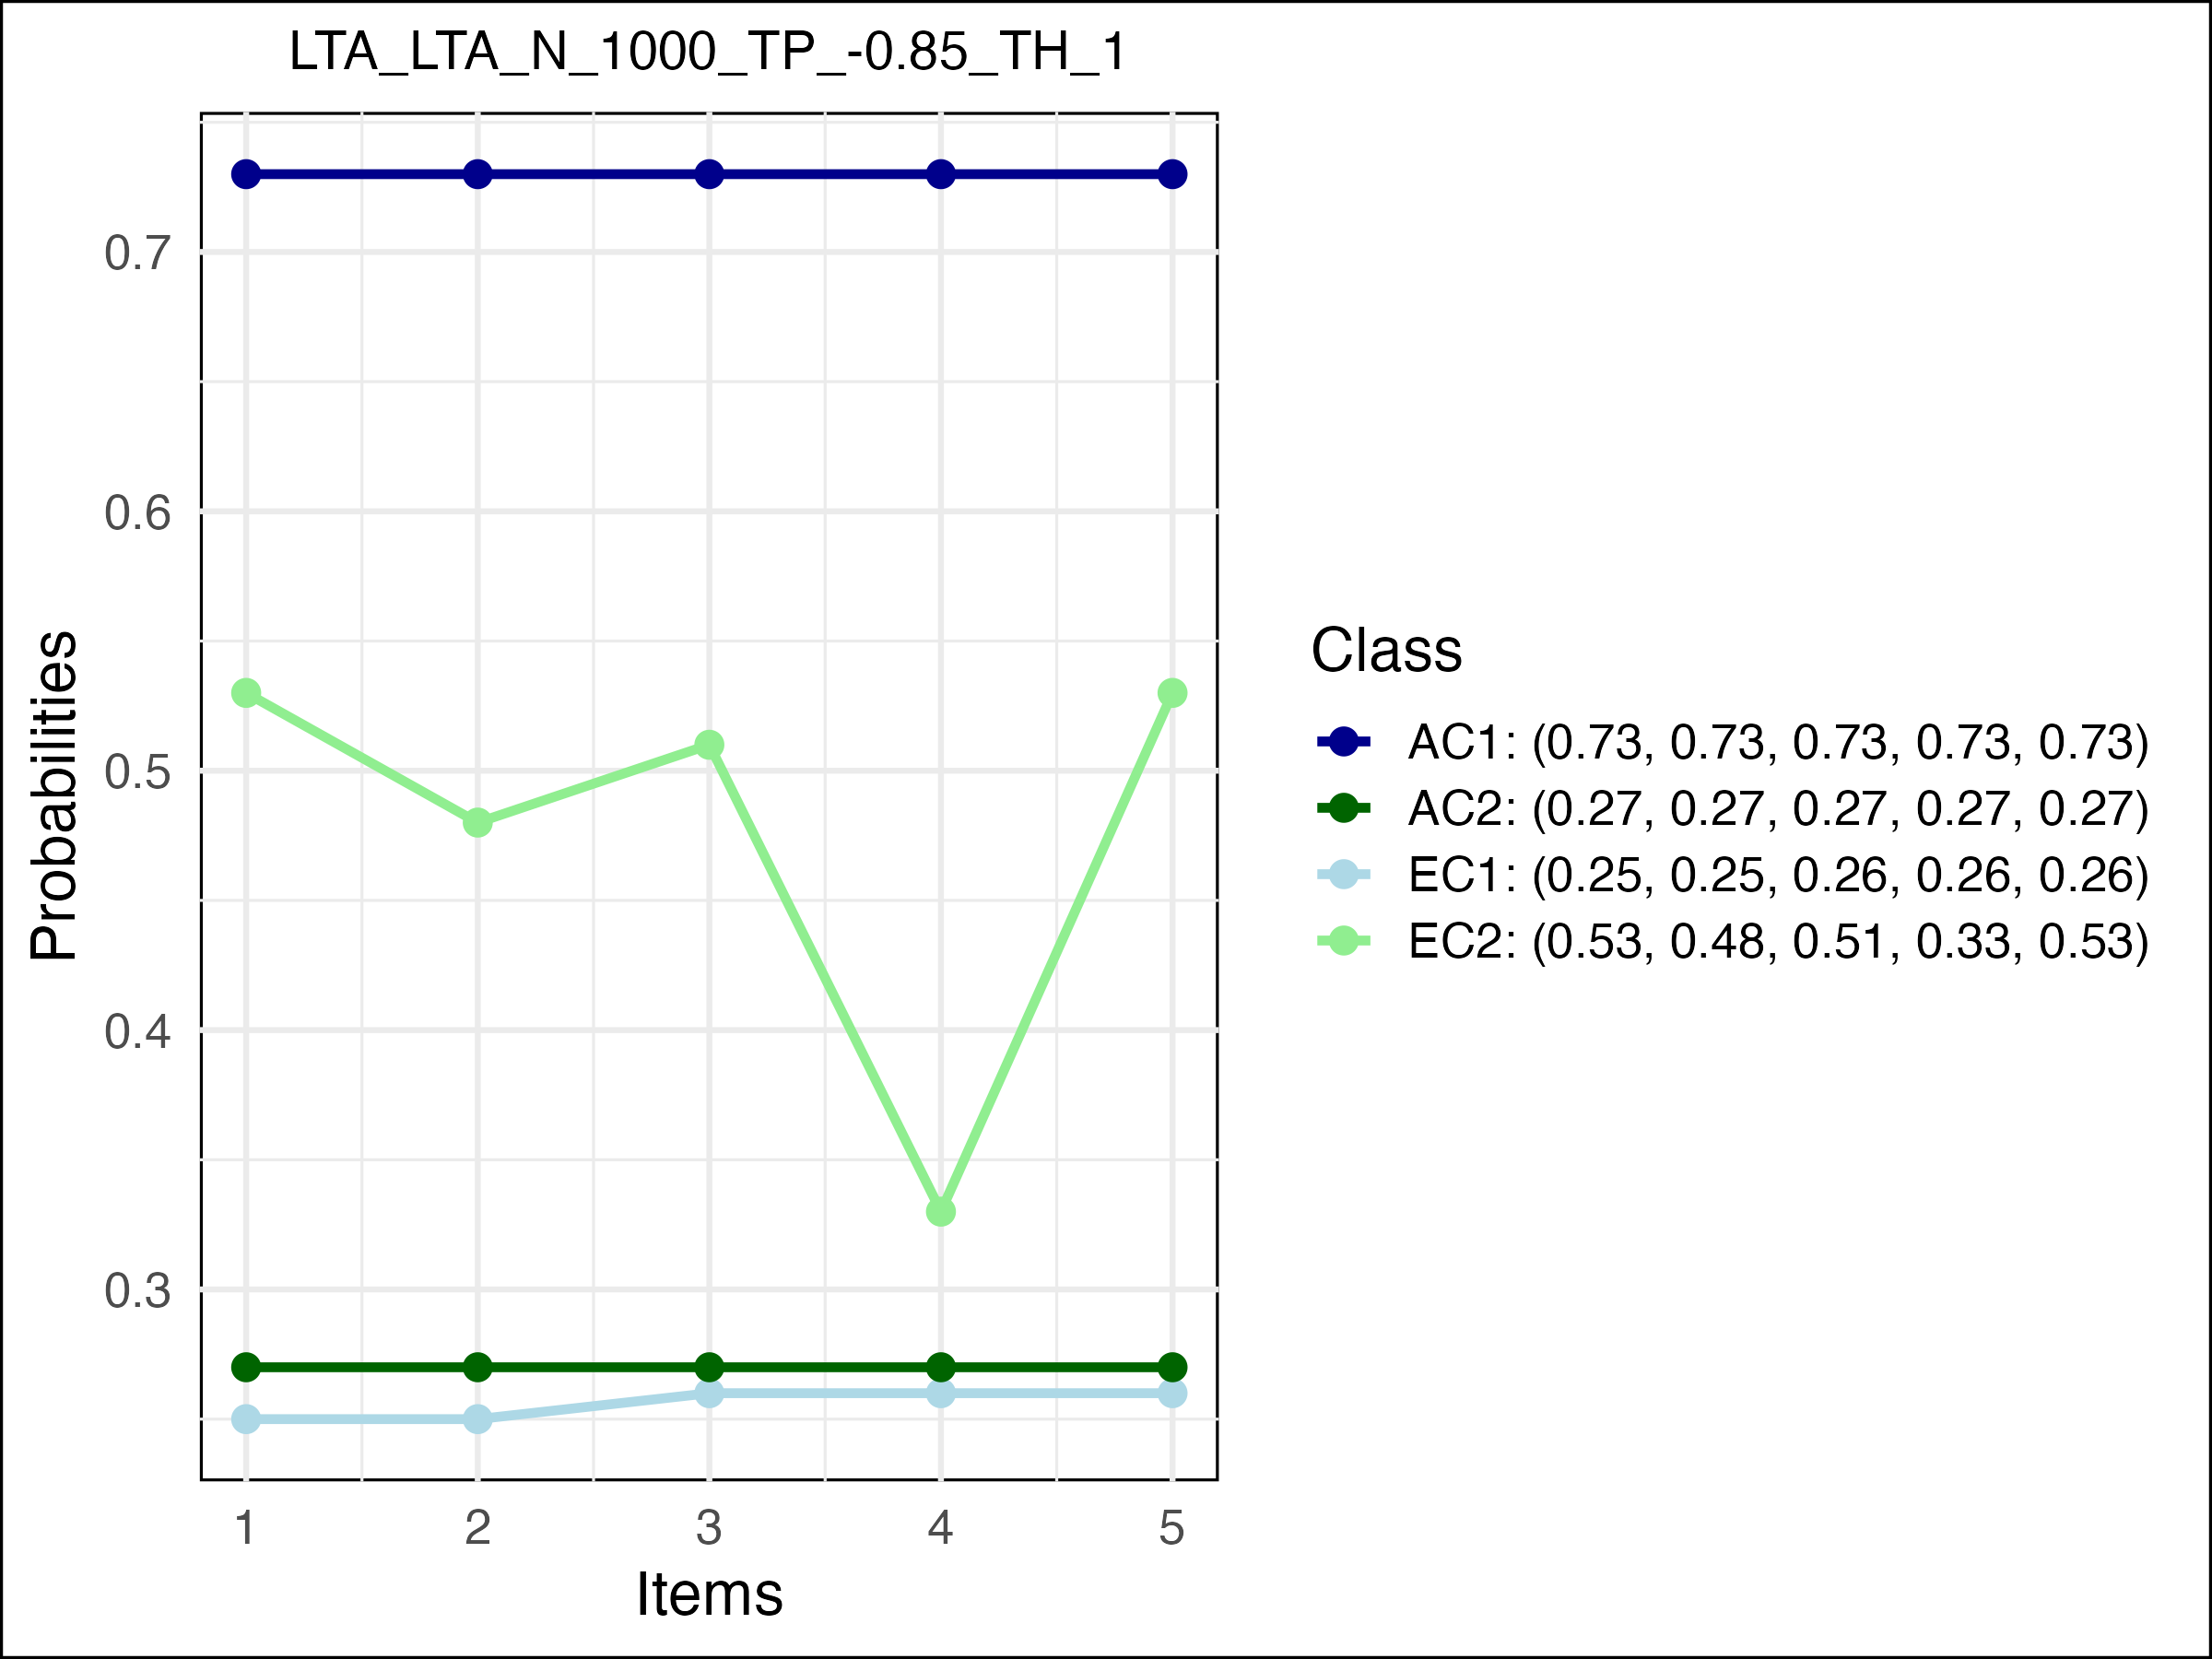 LTA_LTA_N_1000_TP_-0.85_TH_1
0.7
0.6
0.5
0.4
0.3
Probabilities
1 2 3 4 5
Items
Class
AC1: (0.73, 0.73, 0.73, 0.73, 0.73)
AC2: (0.27, 0.27, 0.27, 0.27, 0.27)
EC1: (0.25, 0.25, 0.26, 0.26, 0.26)
EC2: (0.53, 0.48, 0.51, 0.33, 0.53)